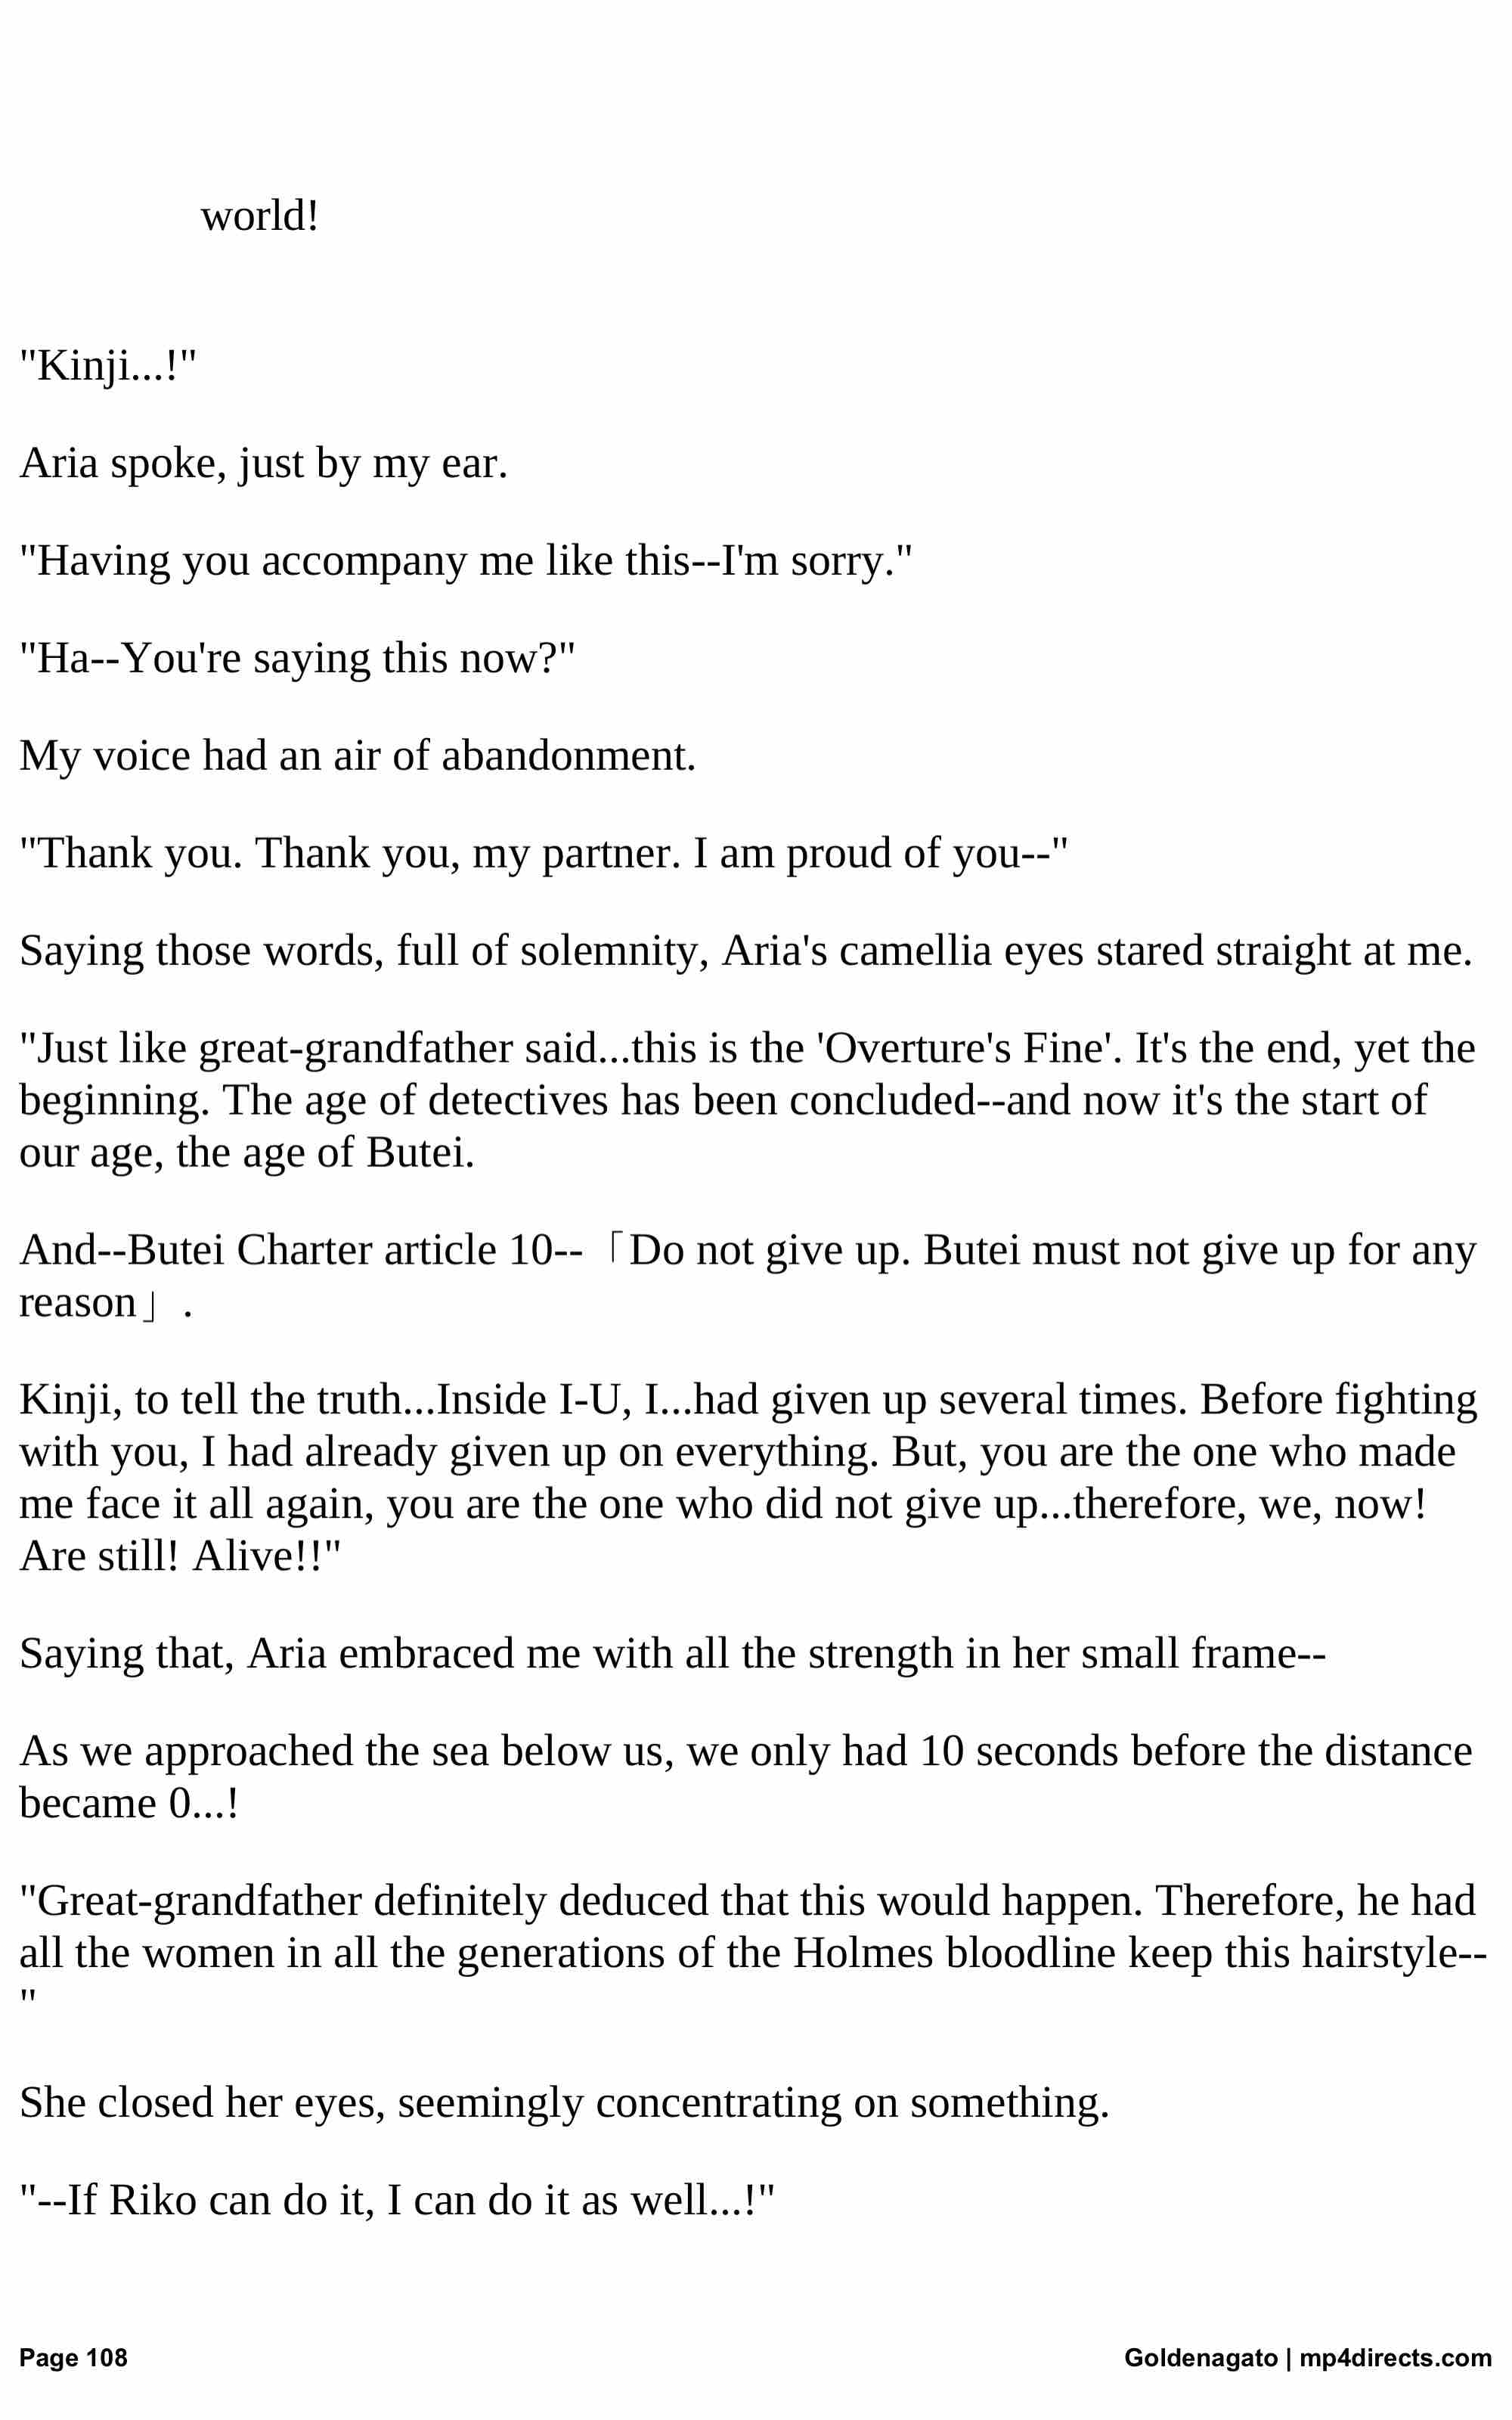 world!
"Kinji...!"
Aria spoke, just by my ear.
"Having you accompany me like this--I'm sorry."
"Ha--You're saying this now?"
My voice had an air of abandonment.
"Thank you. Thank you, my partner. I am proud of you--"
Saying those words, full of solemnity, Aria's camellia eyes stared straight at me.
"Just like great-grandfather said...this is the 'Overture's Fine'. It's the end, yet the
beginning. The age of detectives has been concluded--and now it's the start of
our age, the age of Butei.
And--Butei Charter article 10--「Do not give up. Butei must not give up for any
reason」.
Kinji, to tell the truth...Inside I-U, I...had given up several times. Before fighting
with you, I had already given up on everything. But, you are the one who made
me face it all again, you are the one who did not give up...therefore, we, now!
Are still! Alive!!"
Saying that, Aria embraced me with all the strength in her small frame--
As we approached the sea below us, we only had 10 seconds before the distance
became 0...!
"Great-grandfather definitely deduced that this would happen. Therefore, he had
all the women in all the generations of the Holmes bloodline keep this hairstyle--
"
She closed her eyes, seemingly concentrating on something.
"--If Riko can do it, I can do it as well...!"
Page 108
Goldenagato | mp4directs.com